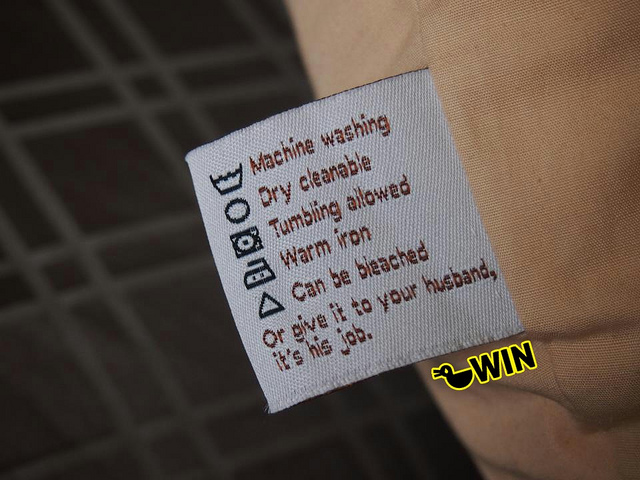 Machine washing
Dry cleanable
Tumbling allowed
Warm iron
Can be bleached
Or give it to your husband,
it's his job.
WIN